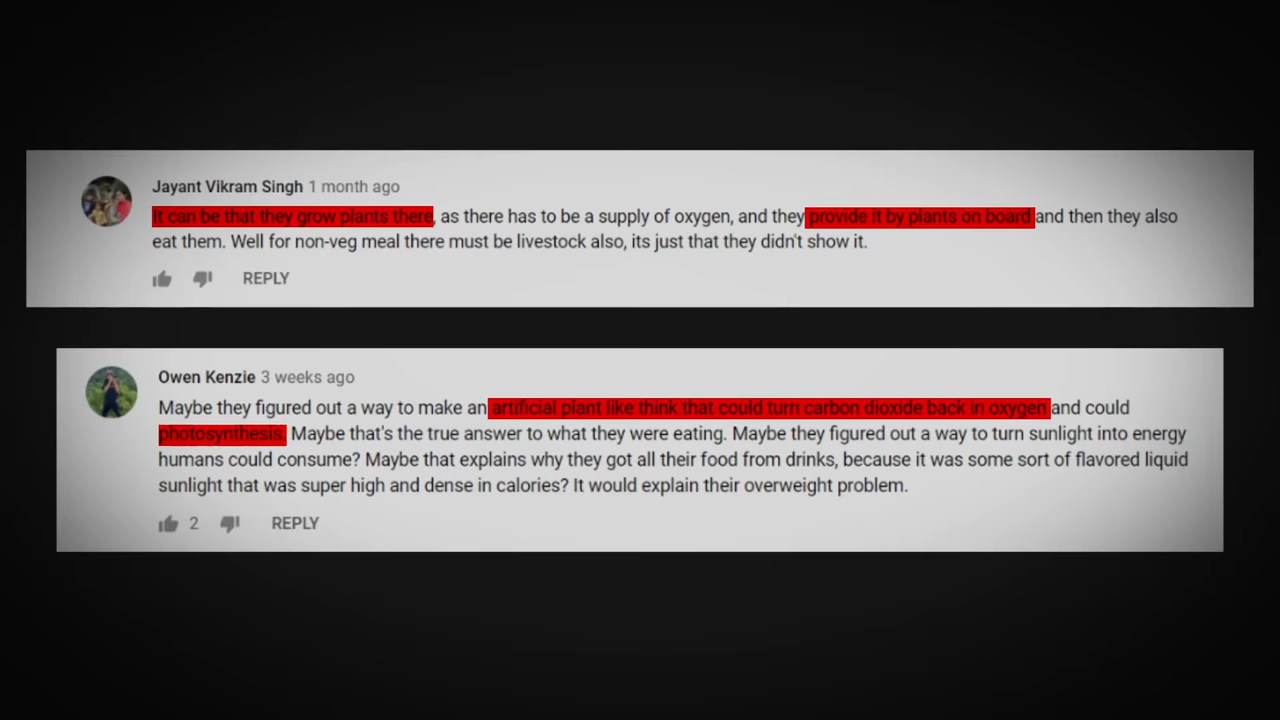 Jayant Vikram Singh 1 month ago
It can be that they grow plants there, as there has to be a supply of oxygen, and they provide it by plants on board and then they also
eat them. Well for non-veg meal there must be livestock also, its just that they didn't show it.
REPLY
Owen Kenzie 3 weeks ago
Maybe they figured out a way to make an artificial plant like think that could turn carbon dioxide back in oxygen and could
photosynthesis. Maybe that's the true answer to what they were eating. Maybe they figured out a way to turn sunlight into energy
humans could consume? Maybe that explains why they got all their food from drinks, because it was some sort of flavored liquid
sunlight that was super high and dense in calories? It would explain their overweight problem.
2 REPLY